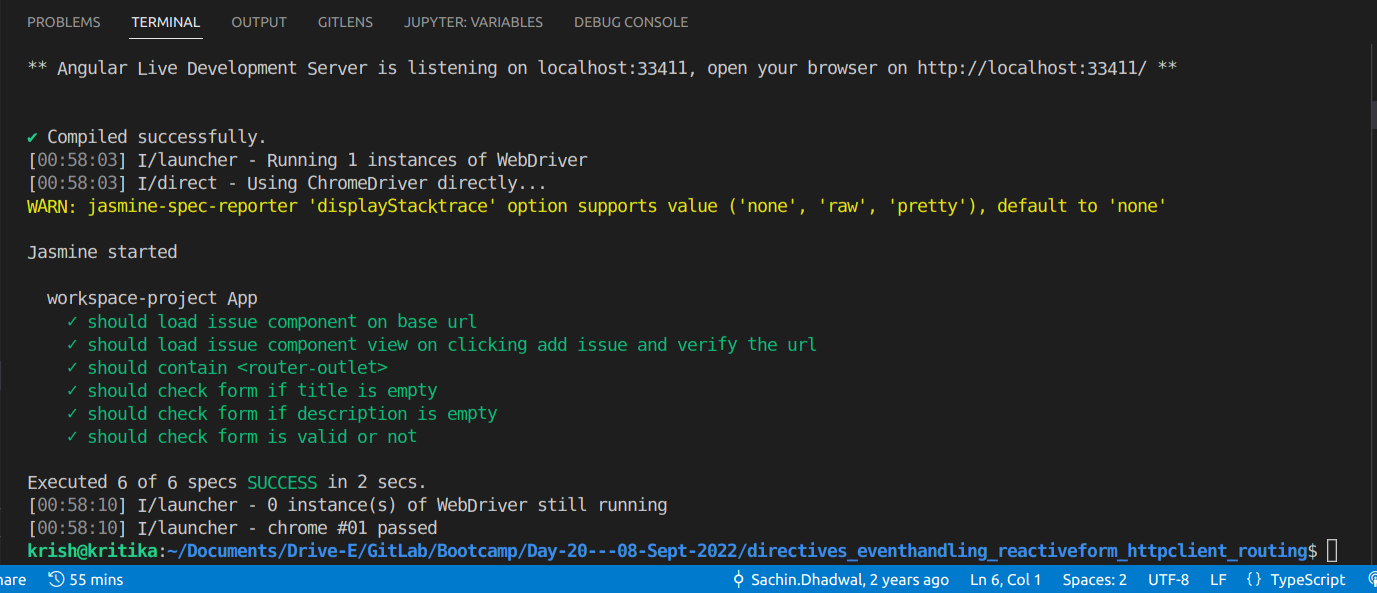 PROBLEMS TERMINAL OUTPUT GITLENS JUPYTER: VARIABLES DEBUG CONSOLE
** Angular Live Development Server is listening on localhost:33411, open your browser on http://localhost:33411/ **
✔ Compiled successfully.
[00:58:03] I/launcher - Running 1 instances of WebDriver
[00:58:03] I/direct - Using ChromeDriver directly...
WARN: jasmine-spec-reporter 'displayStacktrace' option supports value ('none', 'raw', 'pretty'), default to 'none'
Jasmine started
workspace-project App
✓ should load issue component on base url
✓ should load issue component view on clicking add issue and verify the url
✓ should contain <router-outlet>
✓ should check form if title is empty
✓ should check form if description is empty
✓ should check form is valid or not
Executed 6 of 6 specs SUCCESS in 2 secs.
[00:58:10] I/launcher - 0 instance(s) of WebDriver still running
[00:58:10] I/launcher - chrome #01 passed
krish@kritika:~/Documents/Drive-E/GitLab/Bootcamp/Day-20---08-Sept-2022/directives_eventhandling_reactiveform_httpclient_routing$
hare 55 mins Sachin.Dhadwal, 2 years ago Ln 6, Col 1 Spaces: 2 UTF-8 LF {} TypeScript